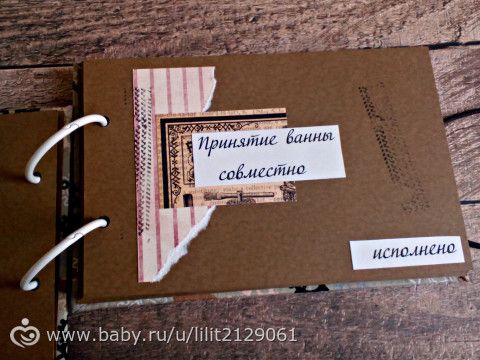 Принятие ванны
совместно
исполнено
www.baby.ru/u/lilit2129061